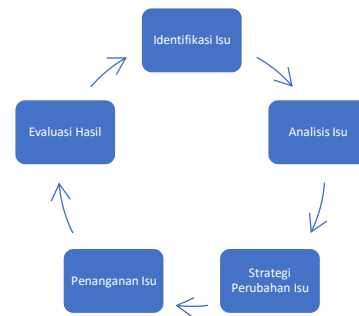 Identifikasi Isu
Analisis Isu
Strategi
Perubahan Isu
Penanganan Isu
Evaluasi Hasil